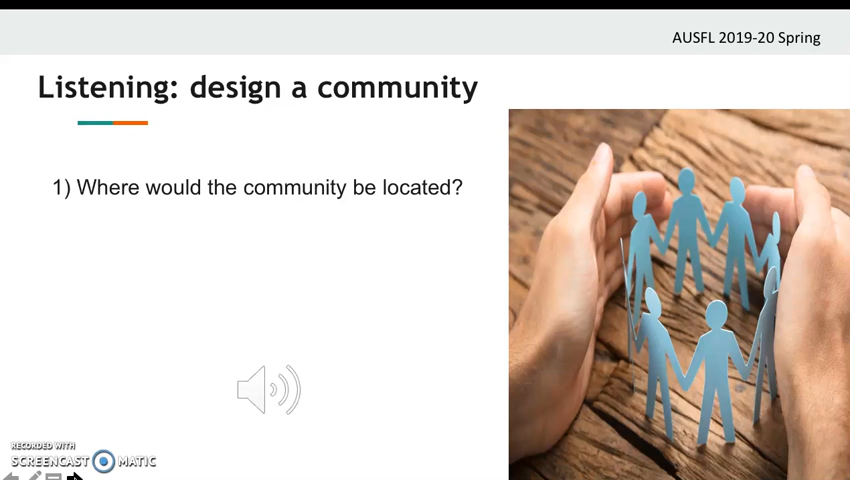 AUSFL 2019-20 Spring
Listening: design a community
1) Where would the community be located?
RECORDED WITH
SCREENCAST MATIC